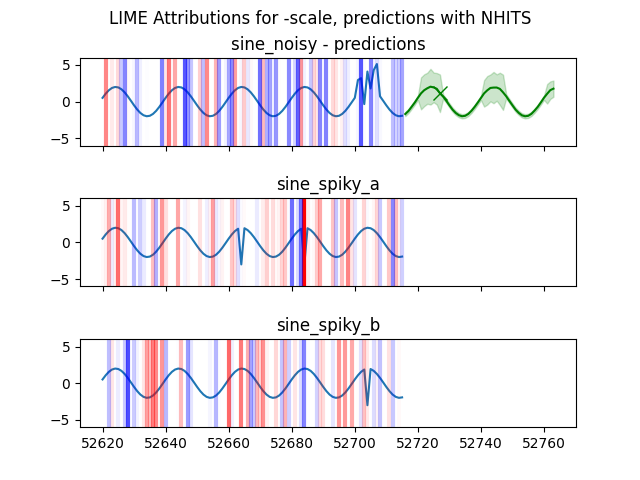 LIME Attributions for -scale, predictions with NHITS
sine_noisy - predictions
5
0
−5
sine_spiky_a
5
0
−5
sine_spiky_b
5
0
−5
52620 52640 52660 52680 52700 52720 52740 52760